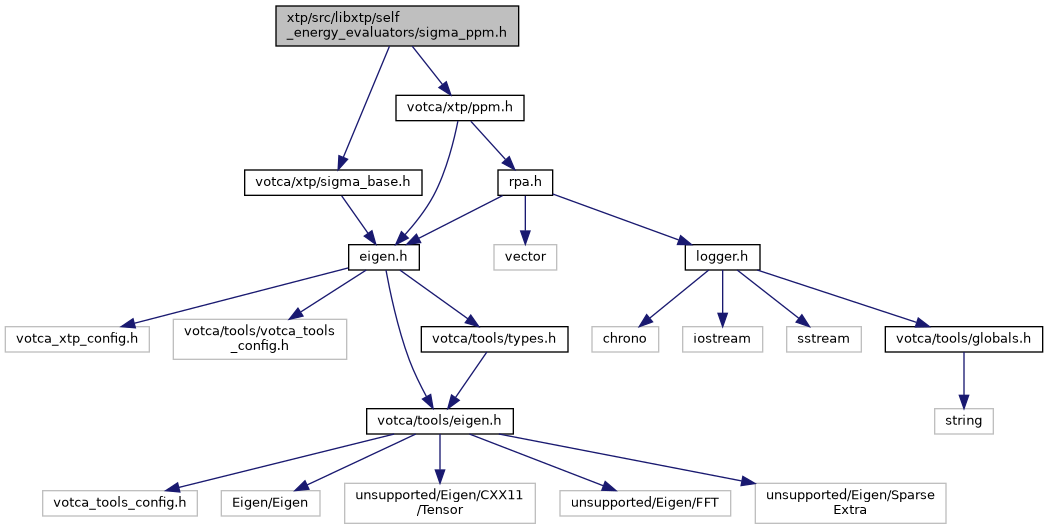 xtp/src/libxtp/self
_energy_evaluators/sigma_ppm.h
votca/xtp/ppm.h
votca/xtp/sigma_base.h
rpa.h
eigen.h
vector
logger.h
votca_xtp_config.h
votca/tools/votca_tools
_config.h
votca/tools/types.h
chrono
iostream
sstream
votca/tools/globals.h
votca/tools/eigen.h
string
votca_tools_config.h
Eigen/Eigen
unsupported/Eigen/CXX11
/Tensor
unsupported/Eigen/FFT
unsupported/Eigen/Sparse
Extra